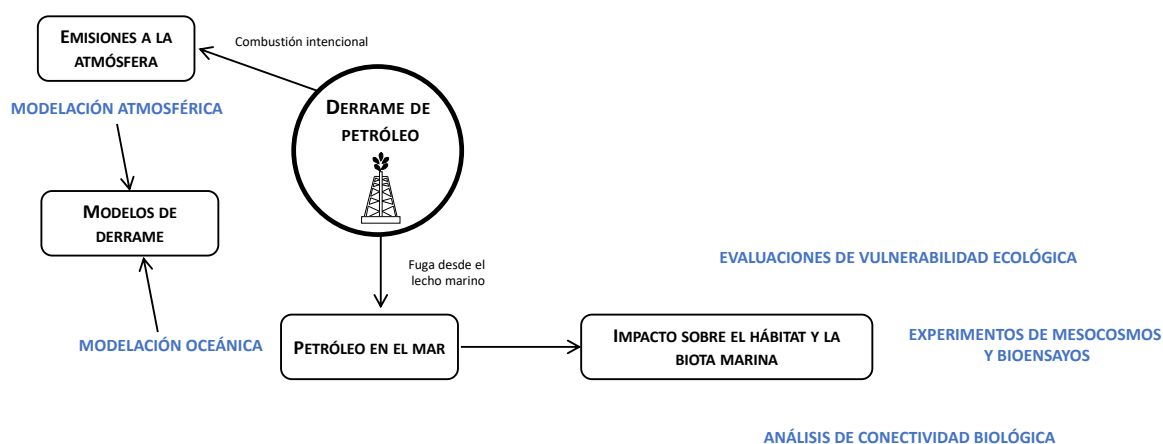 EMISIONES A LA
ATMÓSFERA
Combustión intencional
MODELACIÓN ATMOSFÉRICA
DERRAME DE
PETRÓLEO
MODELOS DE
DERRAME
Fuga desde el
lecho marino
EVALUACIONES DE VULNERABILIDAD ECOLÓGICA
MODELACIÓN OCEÁNICA
PETRÓLEO EN EL MAR
IMPACTO SOBRE EL HÁBITAT Y LA
BIOTA MARINA
EXPERIMENTOS DE MESOCOSMOS
Y BIOENSAYOS
ANÁLISIS DE CONECTIVIDAD BIOLÓGICA